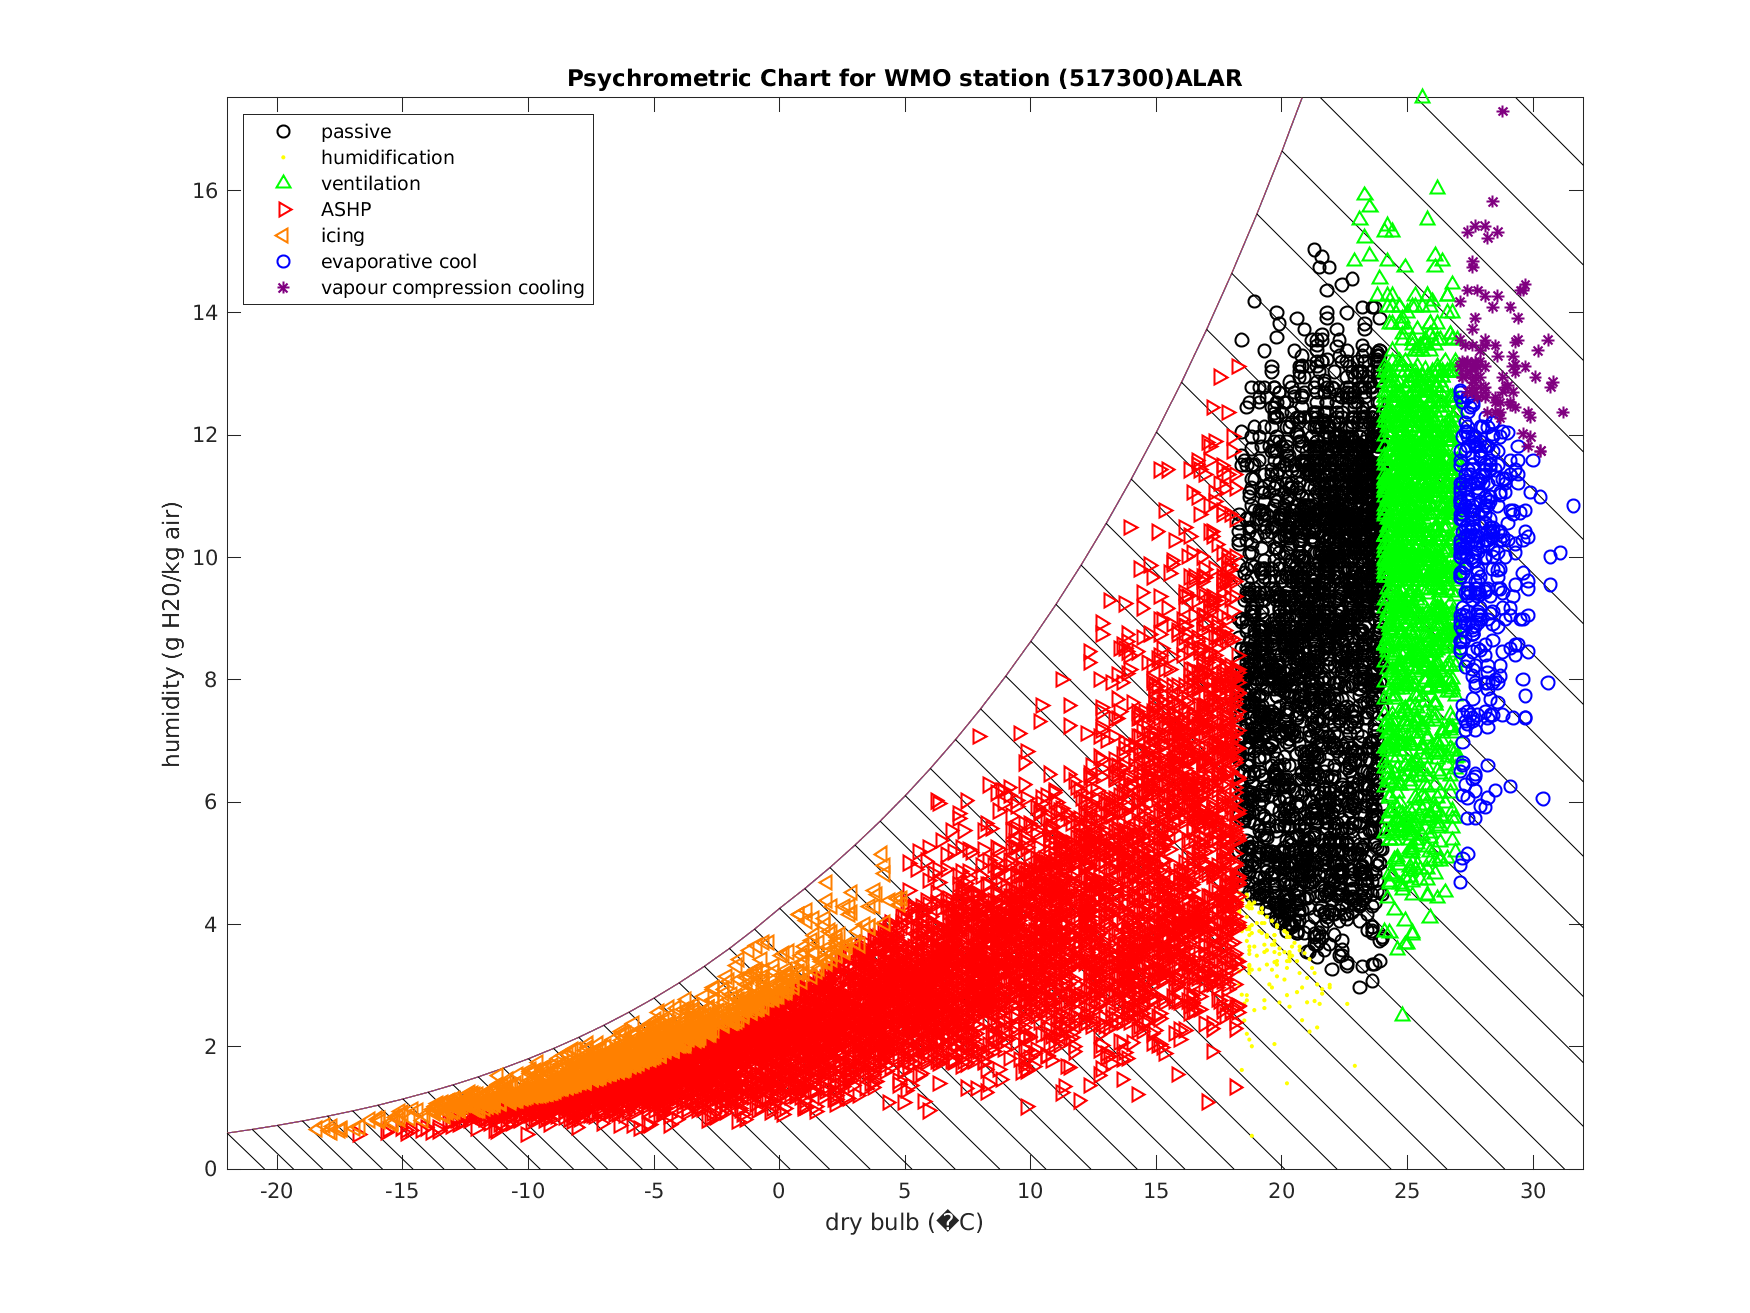 Psychrometric Chart for WMO station (517300)ALAR
passive
humidification
ventilation
ASHP
icing
evaporative cool
vapour compression cooling
humidity (g H20/kg air)
16
14
12
10
8
6
4
2
0
-20 -15 -10 -5 0 5 10 15 20 25 30
dry bulb (�C)